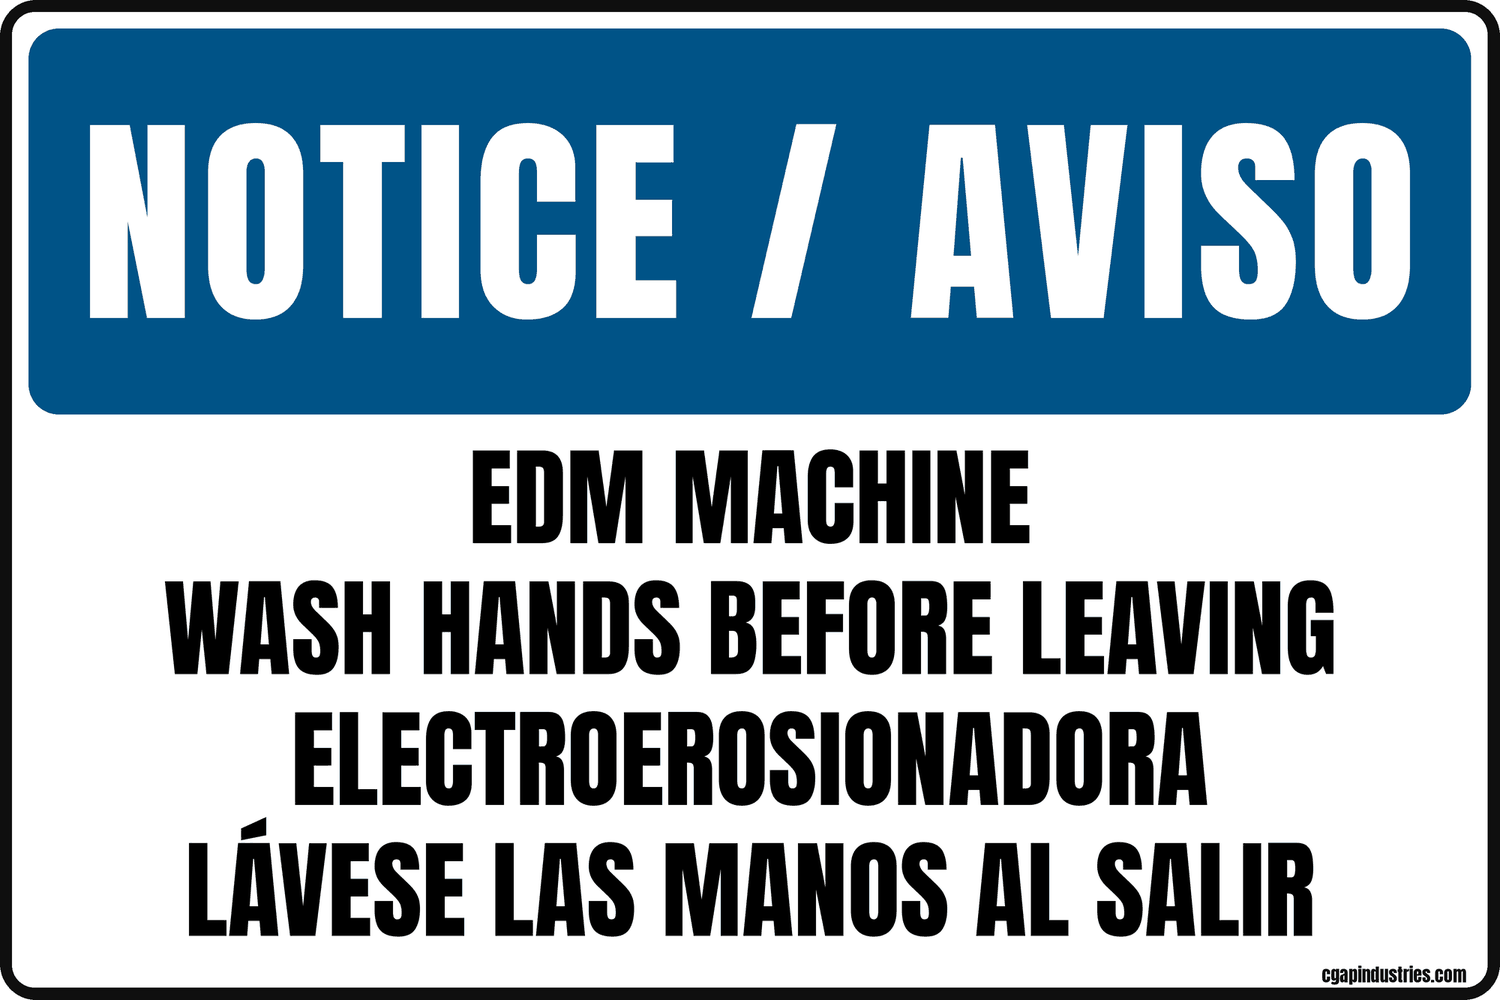 NOTICE / AVISO
EDM MACHINE
WASH HANDS BEFORE LEAVING
ELECTROEROSIONADORA
LÁVESE LAS MANOS AL SALIR
cgapindustries.com